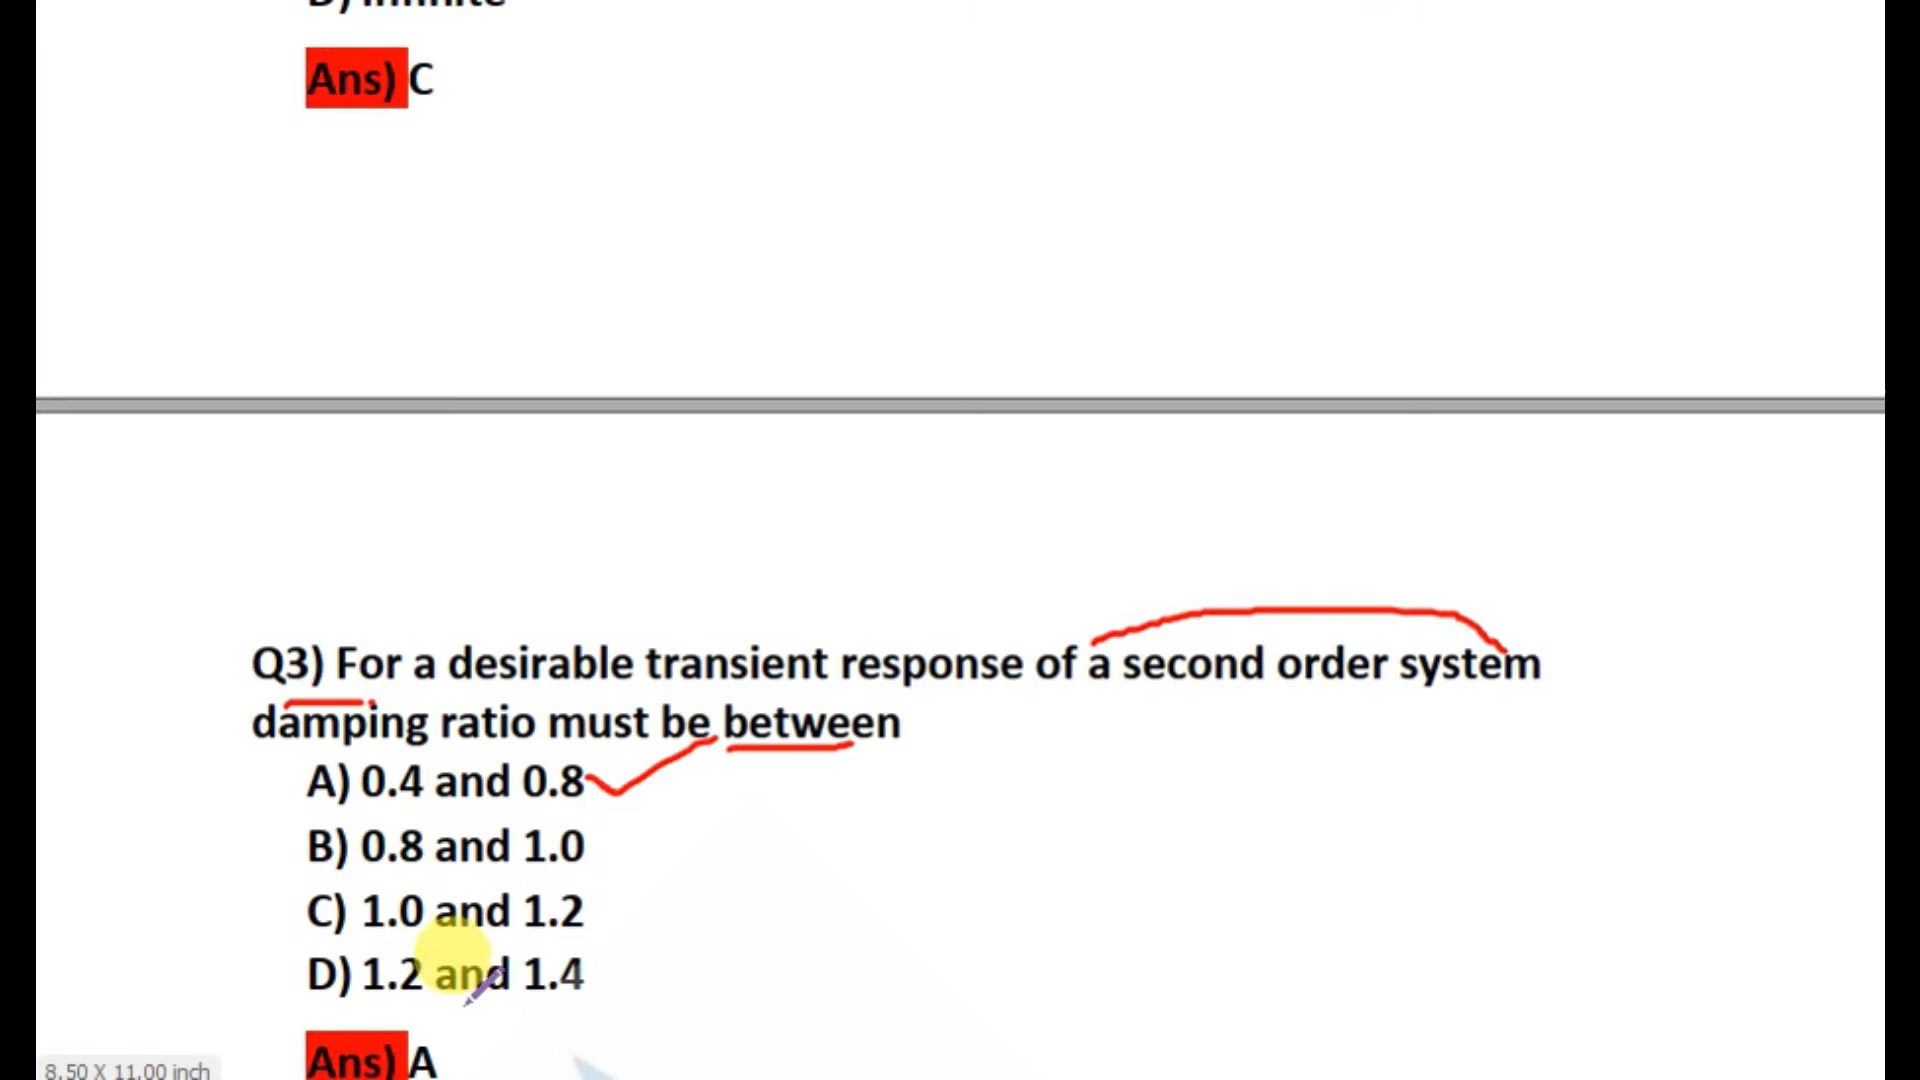 D) Infinite
Ans) C
Q3) For a desirable transient response of a second order system
damping ratio must be between
A) 0.4 and 0.8
B) 0.8 and 1.0
C) 1.0 and 1.2
D) 1.2 and 1.4
Ans) A
8.50 X 11.00 inch